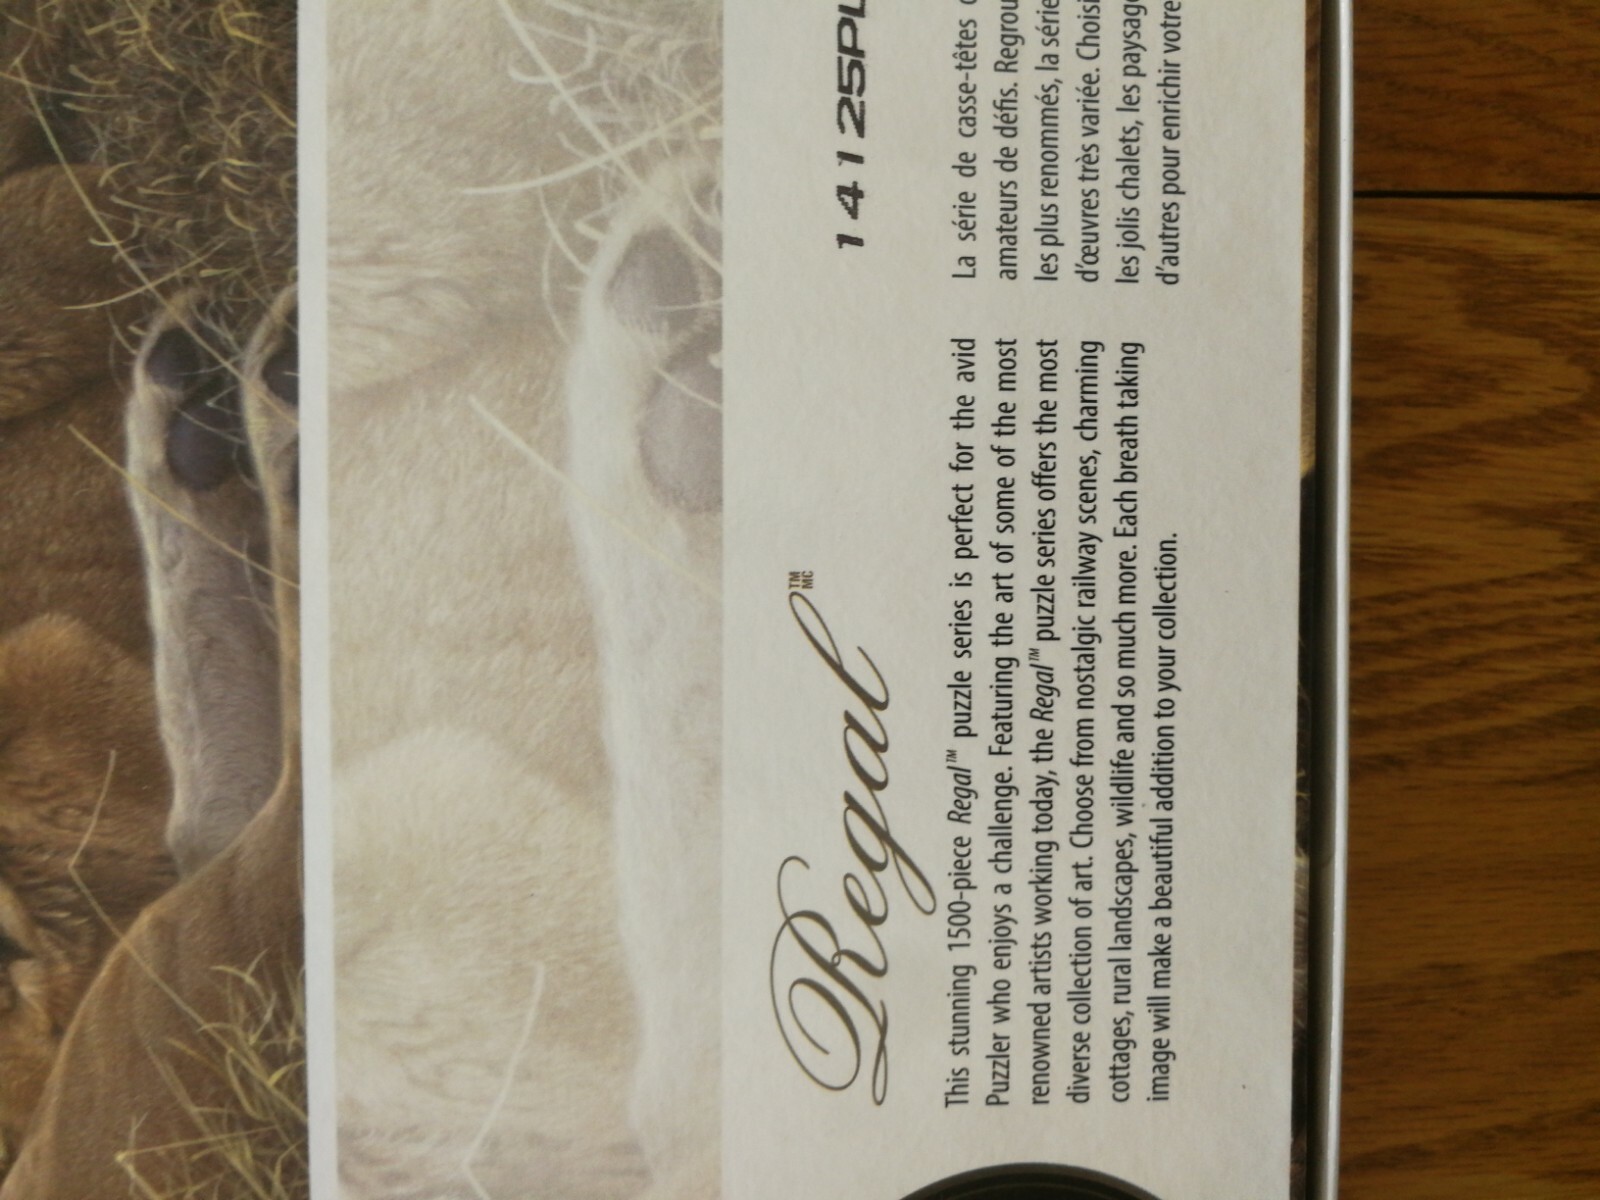 Regal TM MC
This stunning 1500-piece Regal™ puzzle series is perfect for the avid
Puzzler who enjoys a challenge. Featuring the art of some of the most
renowned artists working today, the Regal™ puzzle series offers the most
diverse collection of art. Choose from nostalgic railway scenes, charming
cottages, rural landscapes, wildlife and so much more. Each breath taking
image will make a beautiful addition to your collection.
14125PL
La série de casse-têtes
amateurs de défis.
les plus renommés, la série
d'œuvres très variée.
les jolis chalets, les
d'autres pour enrichir votre